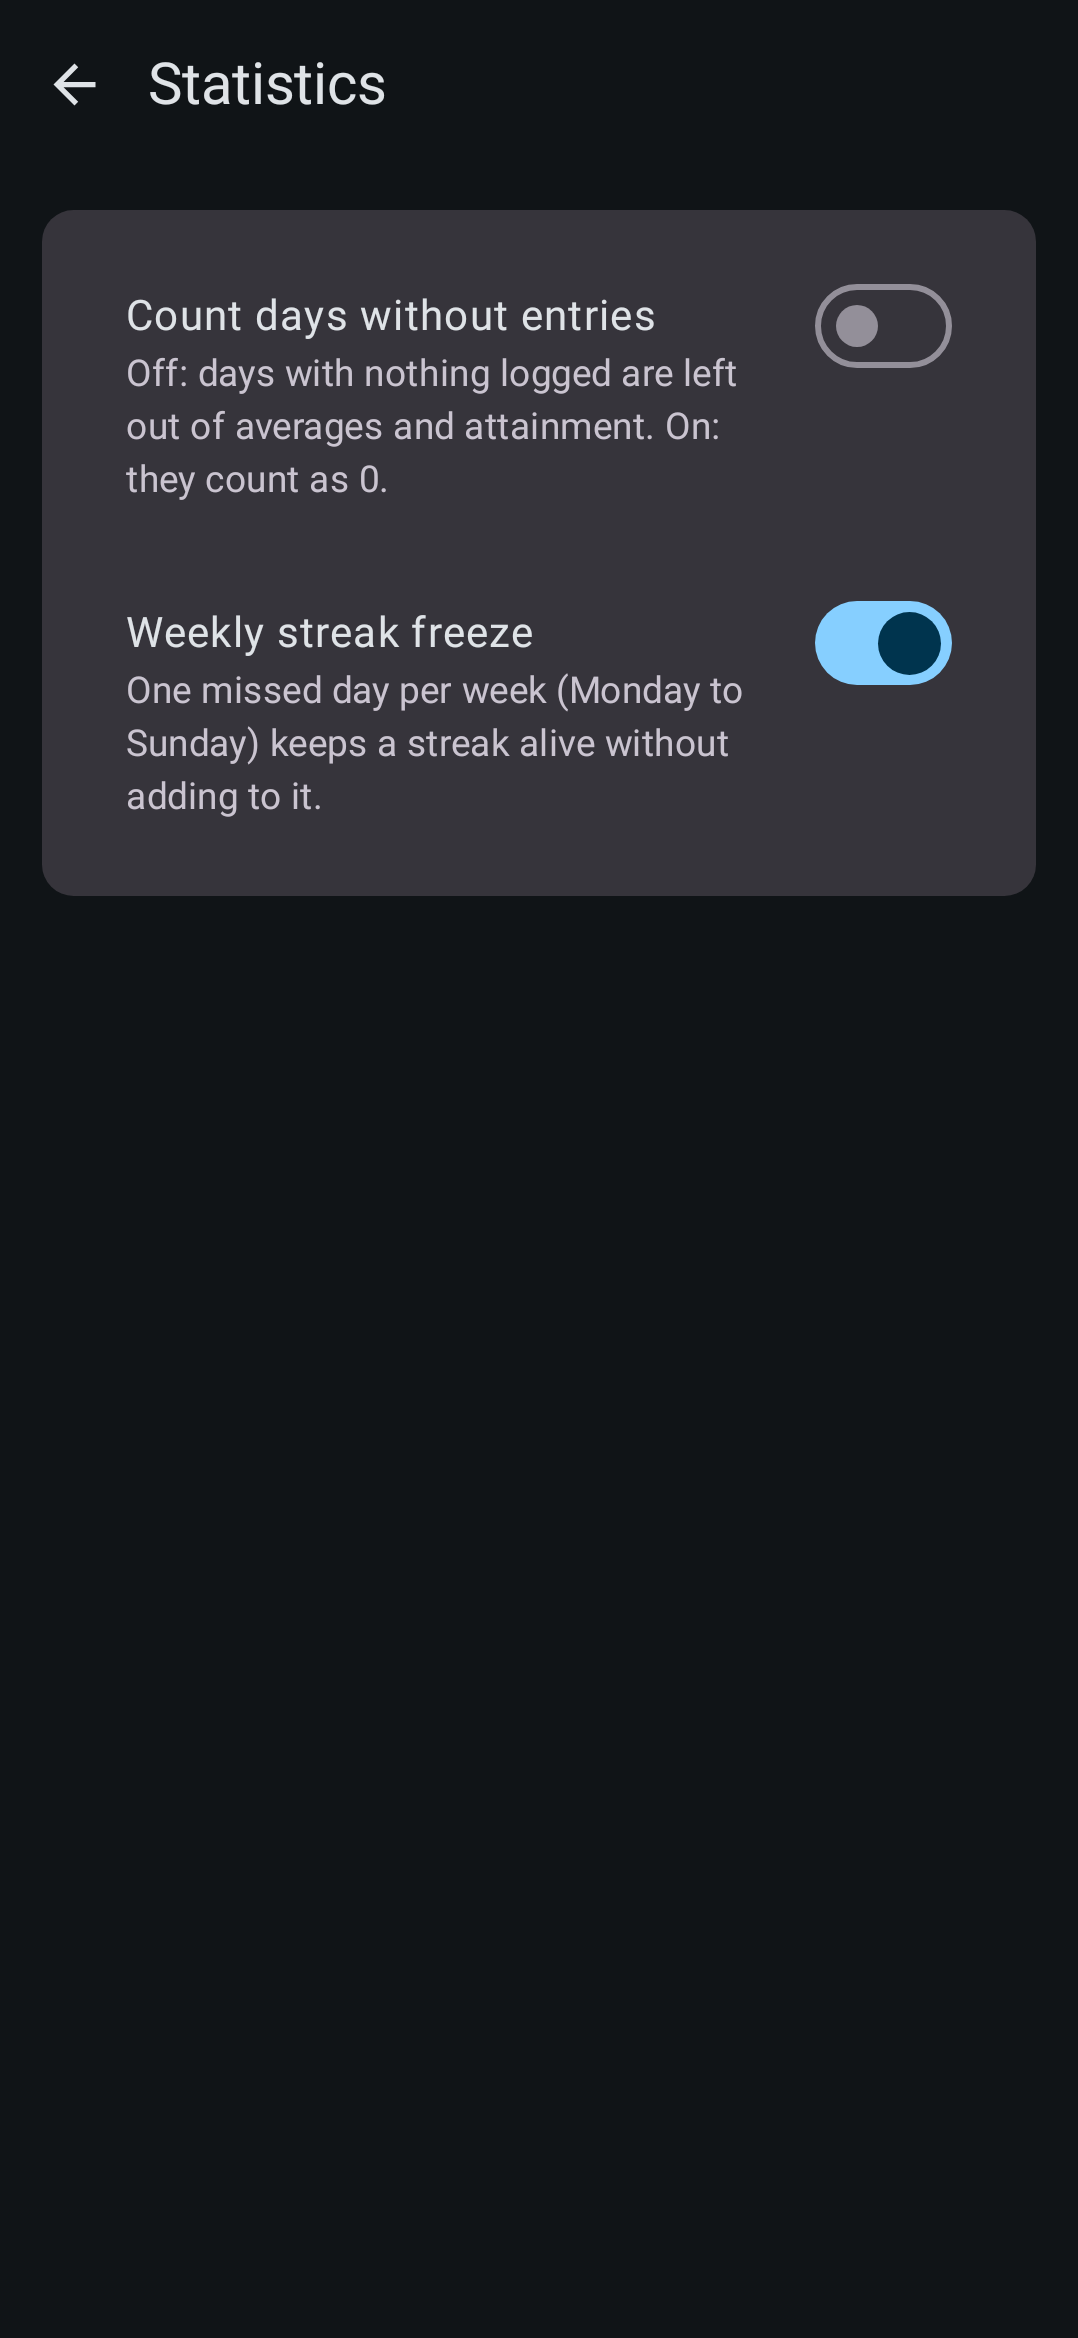 Statistics
Count days without entries
Off: days with nothing logged are left
out of averages and attainment. On:
they count as 0.
Weekly streak freeze
One missed day per week (Monday to
Sunday) keeps a streak alive without
adding to it.